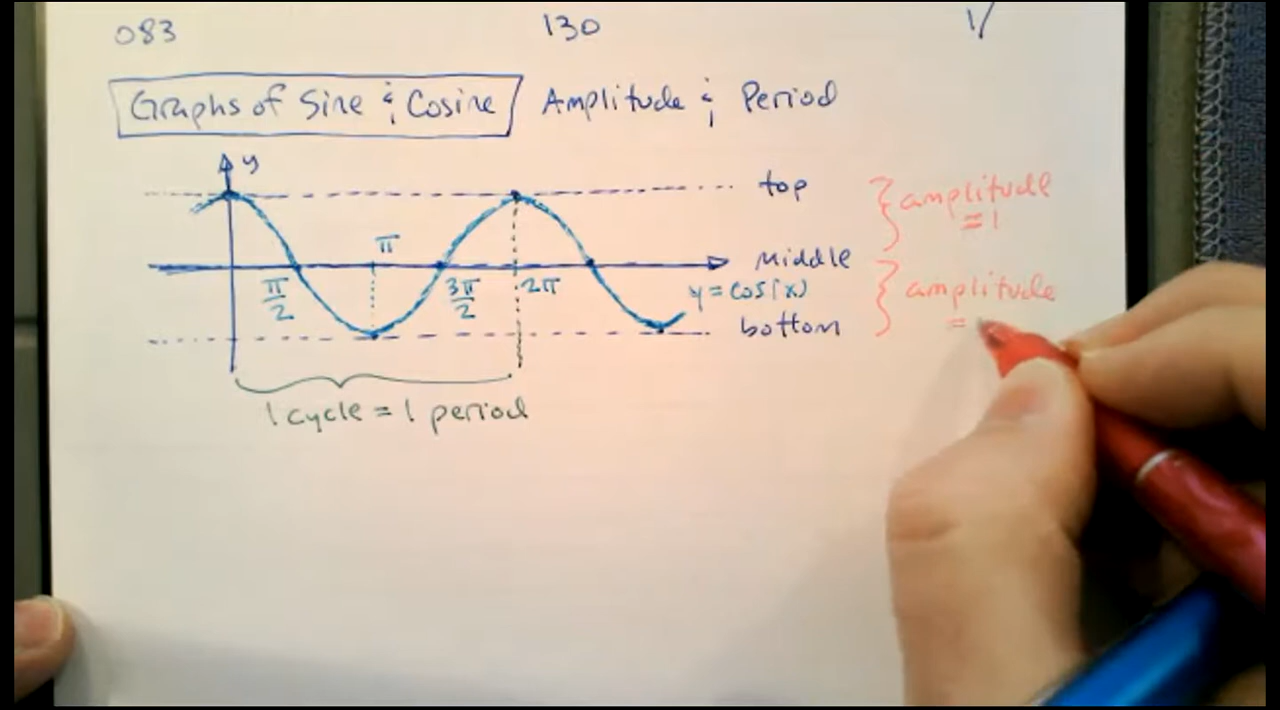 083 130 1/
Graphs of Sine & Cosine Amplitude & Period
y
top
amplitude
= 1
π
Middle
π/2
3π/2
2π
y = cos(x)
amplitude
=
bottom
1 cycle = 1 period